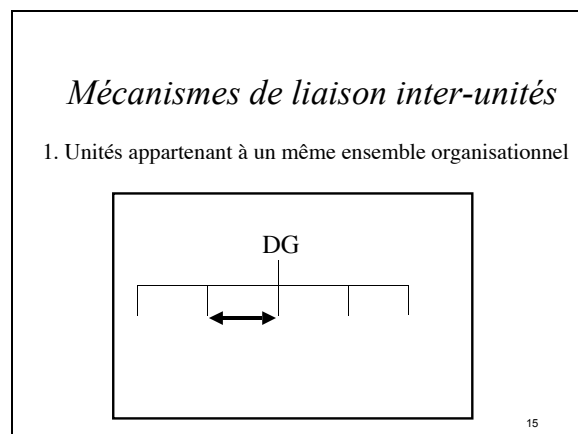 Mécanismes de liaison inter-unités
1. Unités appartenant à un même ensemble organisationnel
DG
15